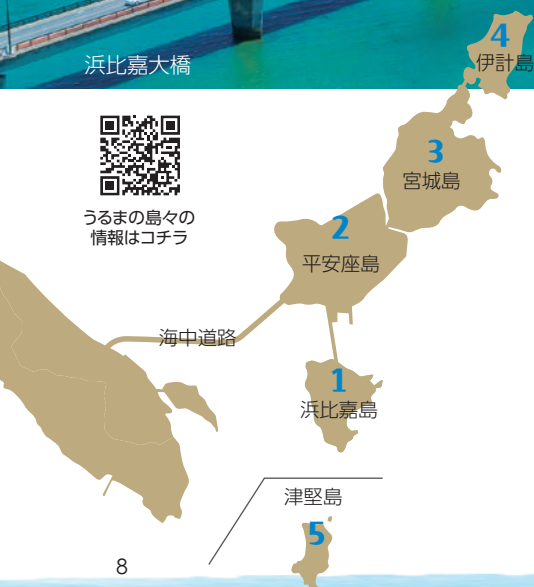 浜比嘉大橋
4
伊計島
うるまの島々の
情報はコチラ
3
宮城島
2
平安座島
海中道路
1
浜比嘉島
津堅島
5
8